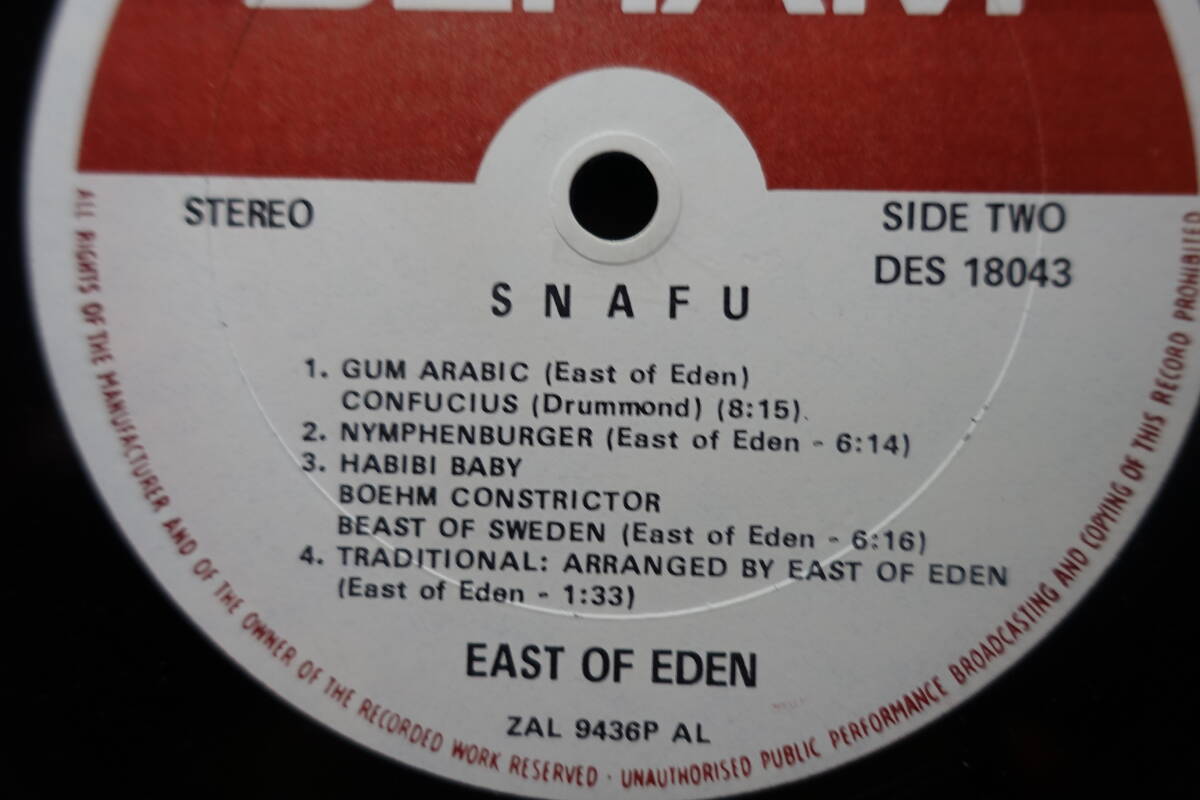 DERAM
STEREO
SIDE TWO
DES 18043
SNAFU
1. GUM ARABIC (East of Eden)
CONFUCIUS (Drummond) (8:15).
2. NYMPHENBURGER (East of Eden - 6:14)
3. HABIBI BABY
BOEHM CONSTRICTOR
BEAST OF SWEDEN (East of Eden - 6:16)
4. TRADITIONAL: ARRANGED BY EAST OF EDEN
(East of Eden - 1:33)
EAST OF EDEN
ZAL 9436P AL
ALL RIGHTS OF THE MANUFACTURER AND OF THE OWNER OF THE RECORDED WORK RESERVED · UNAUTHORISED PUBLIC PERFORMANCE BROADCASTING AND COPYING OF THIS RECORD PROHIBITED